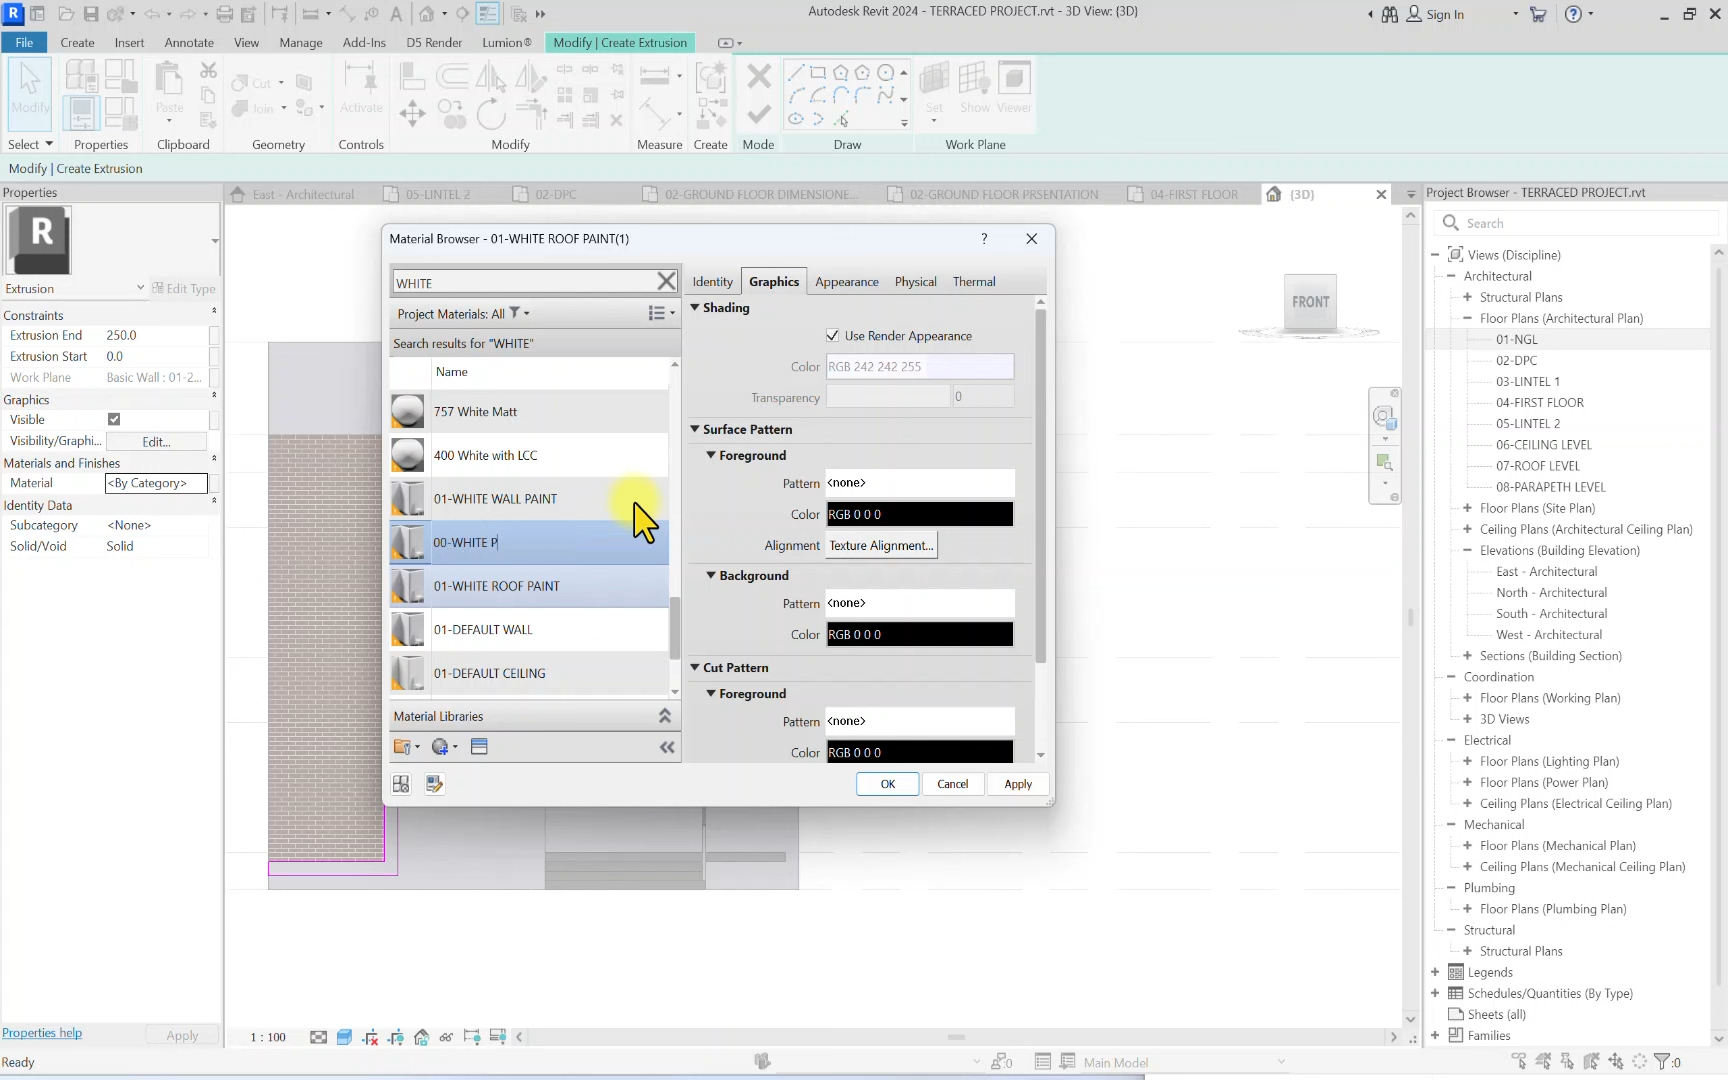 Autodesk Revit 2024 - TERRACED PROJECT.rvt - 3D View: {3D}
Sign In
File Create Insert Annotate View Manage Add-Ins D5 Render Lumion® Modify | Create Extrusion
Modify Paste Cut Join Activate Set Show Viewer
Select Properties Clipboard Geometry Controls Modify Measure Create Mode Draw Work Plane
Modify | Create Extrusion
Properties
R
Extrusion
Edit Type
Constraints
Extrusion End 250.0
Extrusion Start 0.0
Work Plane Basic Wall : 01-2...
Graphics
Visible
Visibility/Graphi... Edit...
Materials and Finishes
Material <By Category>
Identity Data
Subcategory <None>
Solid/Void Solid
Properties help
Apply
East - Architectural
05-LINTEL 2
02-DPC
02-GROUND FLOOR DIMENSIONE...
02-GROUND FLOOR PRSENTATION
04-FIRST FLOOR
{3D}
FRONT
Material Browser - 01-WHITE ROOF PAINT(1)
?
WHITE
Project Materials: All
Search results for "WHITE"
Name
757 White Matt
400 White with LCC
01-WHITE WALL PAINT
00-WHITE P
01-WHITE ROOF PAINT
01-DEFAULT WALL
01-DEFAULT CEILING
Material Libraries
Identity Graphics Appearance Physical Thermal
Shading
Use Render Appearance
Color RGB 242 242 255
Transparency 0
Surface Pattern
Foreground
Pattern <none>
Color RGB 0 0 0
Alignment Texture Alignment...
Background
Pattern <none>
Color RGB 0 0 0
Cut Pattern
Foreground
Pattern <none>
Color RGB 0 0 0
OK Cancel Apply
Project Browser - TERRACED PROJECT.rvt
Search
Views (Discipline)
Architectural
Structural Plans
Floor Plans (Architectural Plan)
01-NGL
02-DPC
03-LINTEL 1
04-FIRST FLOOR
05-LINTEL 2
06-CEILING LEVEL
07-ROOF LEVEL
08-PARAPETH LEVEL
Floor Plans (Site Plan)
Ceiling Plans (Architectural Ceiling Plan)
Elevations (Building Elevation)
East - Architectural
North - Architectural
South - Architectural
West - Architectural
Sections (Building Section)
Coordination
Floor Plans (Working Plan)
3D Views
Electrical
Floor Plans (Lighting Plan)
Floor Plans (Power Plan)
Ceiling Plans (Electrical Ceiling Plan)
Mechanical
Floor Plans (Mechanical Plan)
Ceiling Plans (Mechanical Ceiling Plan)
Plumbing
Floor Plans (Plumbing Plan)
Structural
Structural Plans
Legends
Schedules/Quantities (By Type)
Sheets (all)
Families
1 : 100
Ready
:0
Main Model
:0